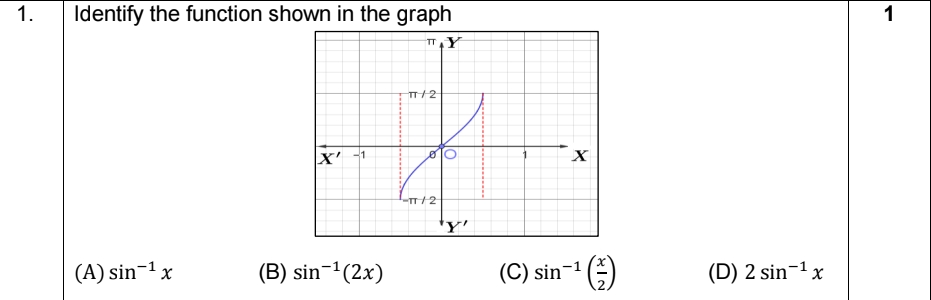 1. Identify the function shown in the graph 1
π Y
π / 2
X' -1 0 O 1 X
-π / 2
Y'
(A) sin⁻¹ x (B) sin⁻¹(2x) (C) sin⁻¹ (x/2) (D) 2 sin⁻¹ x